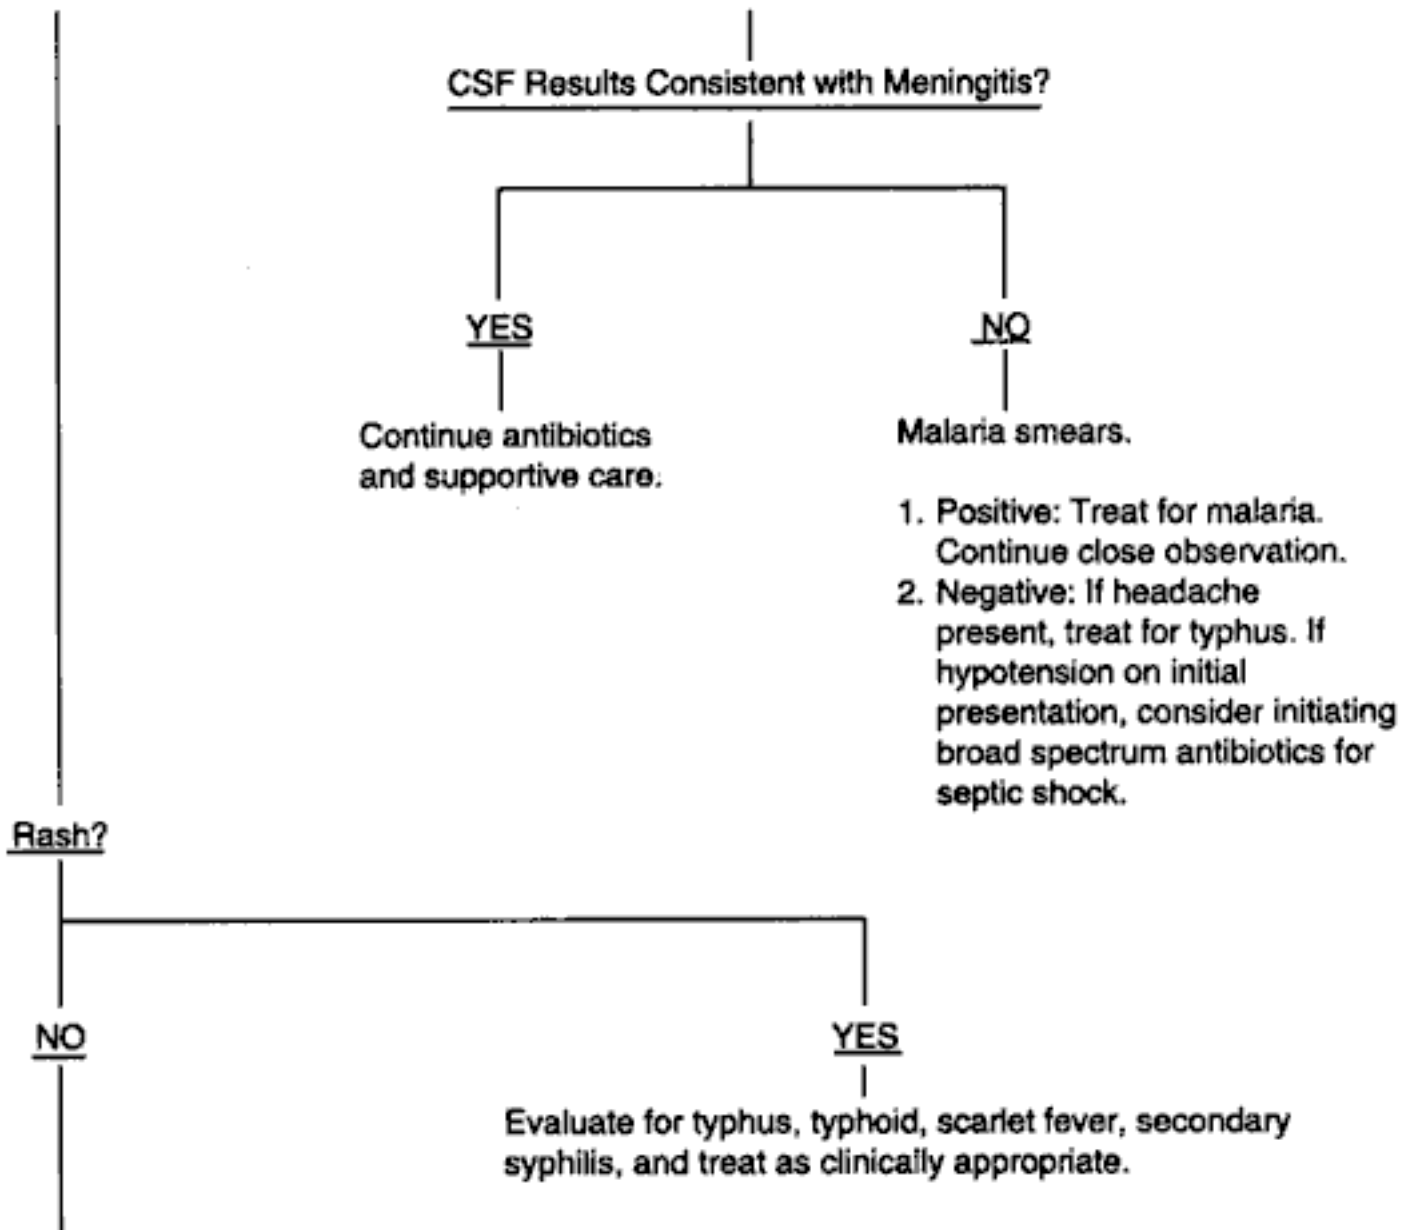 CSF Results Consistent with Meningitis?
YES
NO
Continue antibiotics
and supportive care.
Malaria smears.
1. Positive: Treat for malaria.
Continue close observation.
2. Negative: If headache
present, treat for typhus. If
hypotension on initial
presentation, consider initiating
broad spectrum antibiotics for
septic shock.
Rash?
NO
YES
Evaluate for typhus, typhoid, scarlet fever, secondary
syphilis, and treat as clinically appropriate.